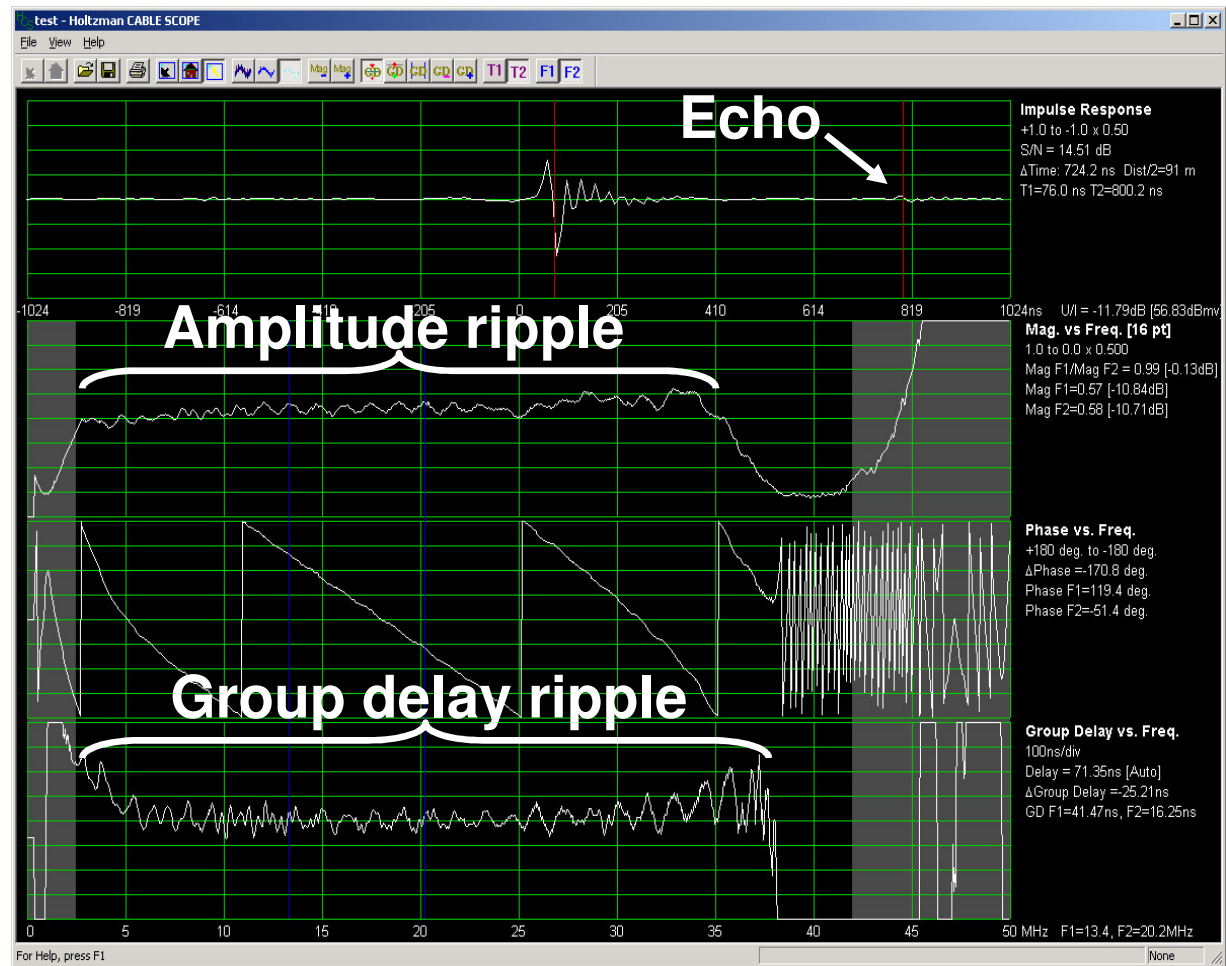 test - Holtzman CABLE SCOPE
File View Help
Mag Mag GD GD GD GD GD T1 T2 F1 F2
Echo
Impulse Response
+1.0 to -1.0 x 0.50
S/N = 14.51 dB
ΔTime: 724.2 ns Dist/2=91 m
T1=76.0 ns T2=800.2 ns
-1024 -819 -614 205 0 205 410 614 819 1024ns U/I = -11.79dB [56.83dBmv]
Amplitude ripple
Mag. vs Freq. [16 pt]
1.0 to 0.0 x 0.500
Mag F1/Mag F2 = 0.99 [-0.13dB]
Mag F1=0.57 [-10.84dB]
Mag F2=0.58 [-10.71dB]
Phase vs. Freq.
+180 deg. to -180 deg.
ΔPhase =-170.8 deg.
Phase F1=119.4 deg.
Phase F2=-51.4 deg.
Group delay ripple
Group Delay vs. Freq.
100ns/div
Delay = 71.35ns [Auto]
ΔGroup Delay =-25.21ns
GD F1=41.47ns, F2=16.25ns
0 5 10 15 20 25 30 35 40 45 50 MHz F1=13.4, F2=20.2MHz
For Help, press F1
None